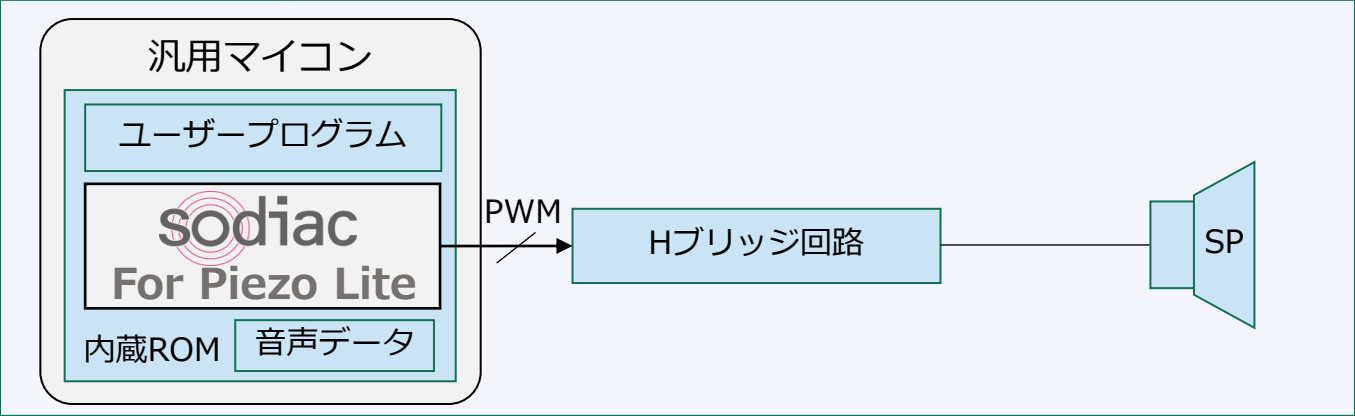 汎用マイコン
ユーザープログラム
sodiac
For Piezo Lite
内蔵ROM
音声データ
PWM
Hブリッジ回路
SP